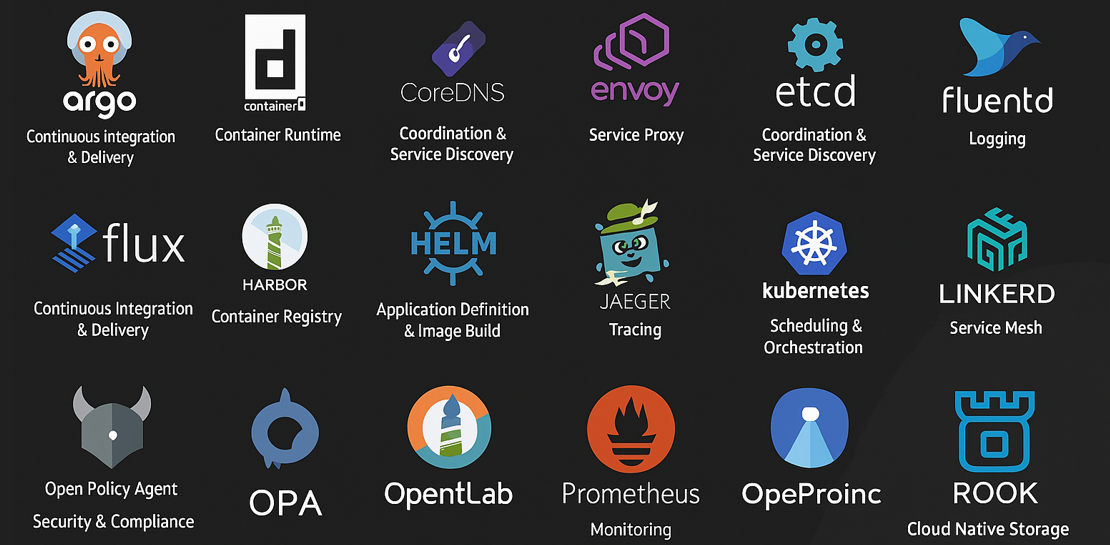 argo
Continuous integration
& Delivery
d
container d
Container Runtime
CoreDNS
Coordination &
Service Discovery
envoy
Service Proxy
etcd
Coordination &
Service Discovery
fluentd
Logging
flux
Continuous Integration
& Delivery
HARBOR
Container Registry
HELM
Application Definition
& Image Build
JAEGER
Tracing
kubernetes
Scheduling &
Orchestration
LINKERD
Service Mesh
Open Policy Agent
Security & Compliance
OPA
OpentLab
Prometheus
Monitoring
OpeProinc
ROOK
Cloud Native Storage